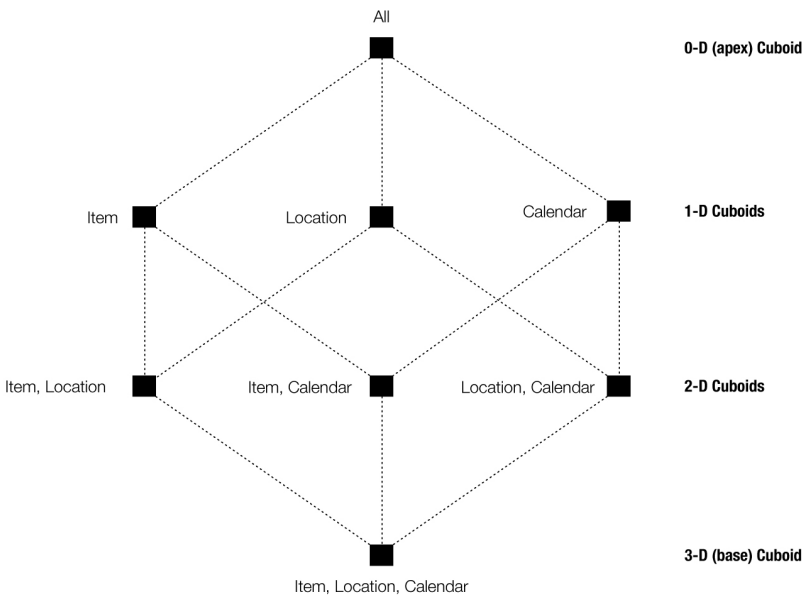 All
0-D (apex) Cuboid
Item
Location
Calendar
1-D Cuboids
Item, Location
Item, Calendar
Location, Calendar
2-D Cuboids
3-D (base) Cuboid
Item, Location, Calendar